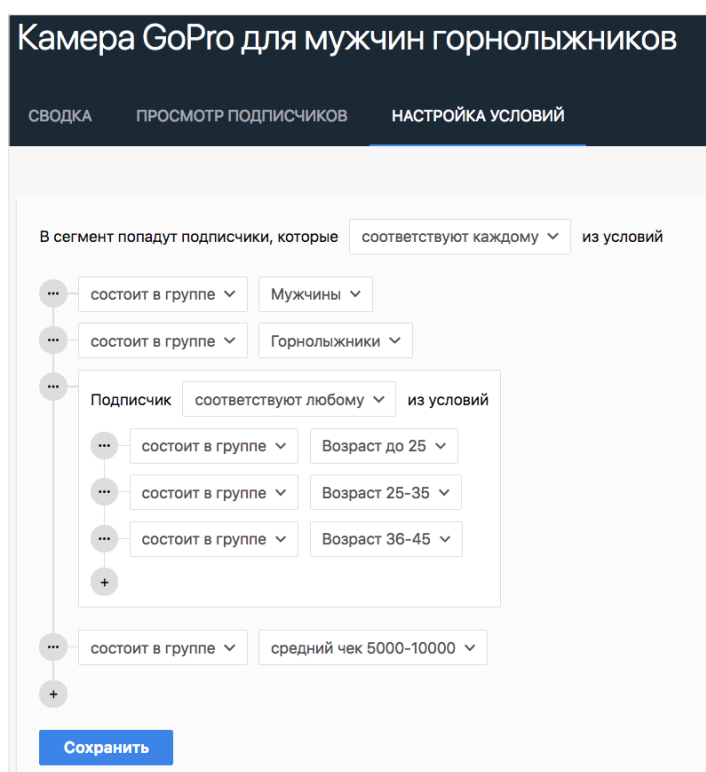 Камера GoPro для мужчин горнолыжников
СВОДКА ПРОСМОТР ПОДПИСЧИКОВ НАСТРОЙКА УСЛОВИЙ
В сегмент попадут подписчики, которые соответствуют каждому из условий
состоит в группе Мужчины
состоит в группе Горнолыжники
Подписчик соответствуют любому из условий
состоит в группе Возраст до 25
состоит в группе Возраст 25-35
состоит в группе Возраст 36-45
+
состоит в группе средний чек 5000-10000
+
Сохранить